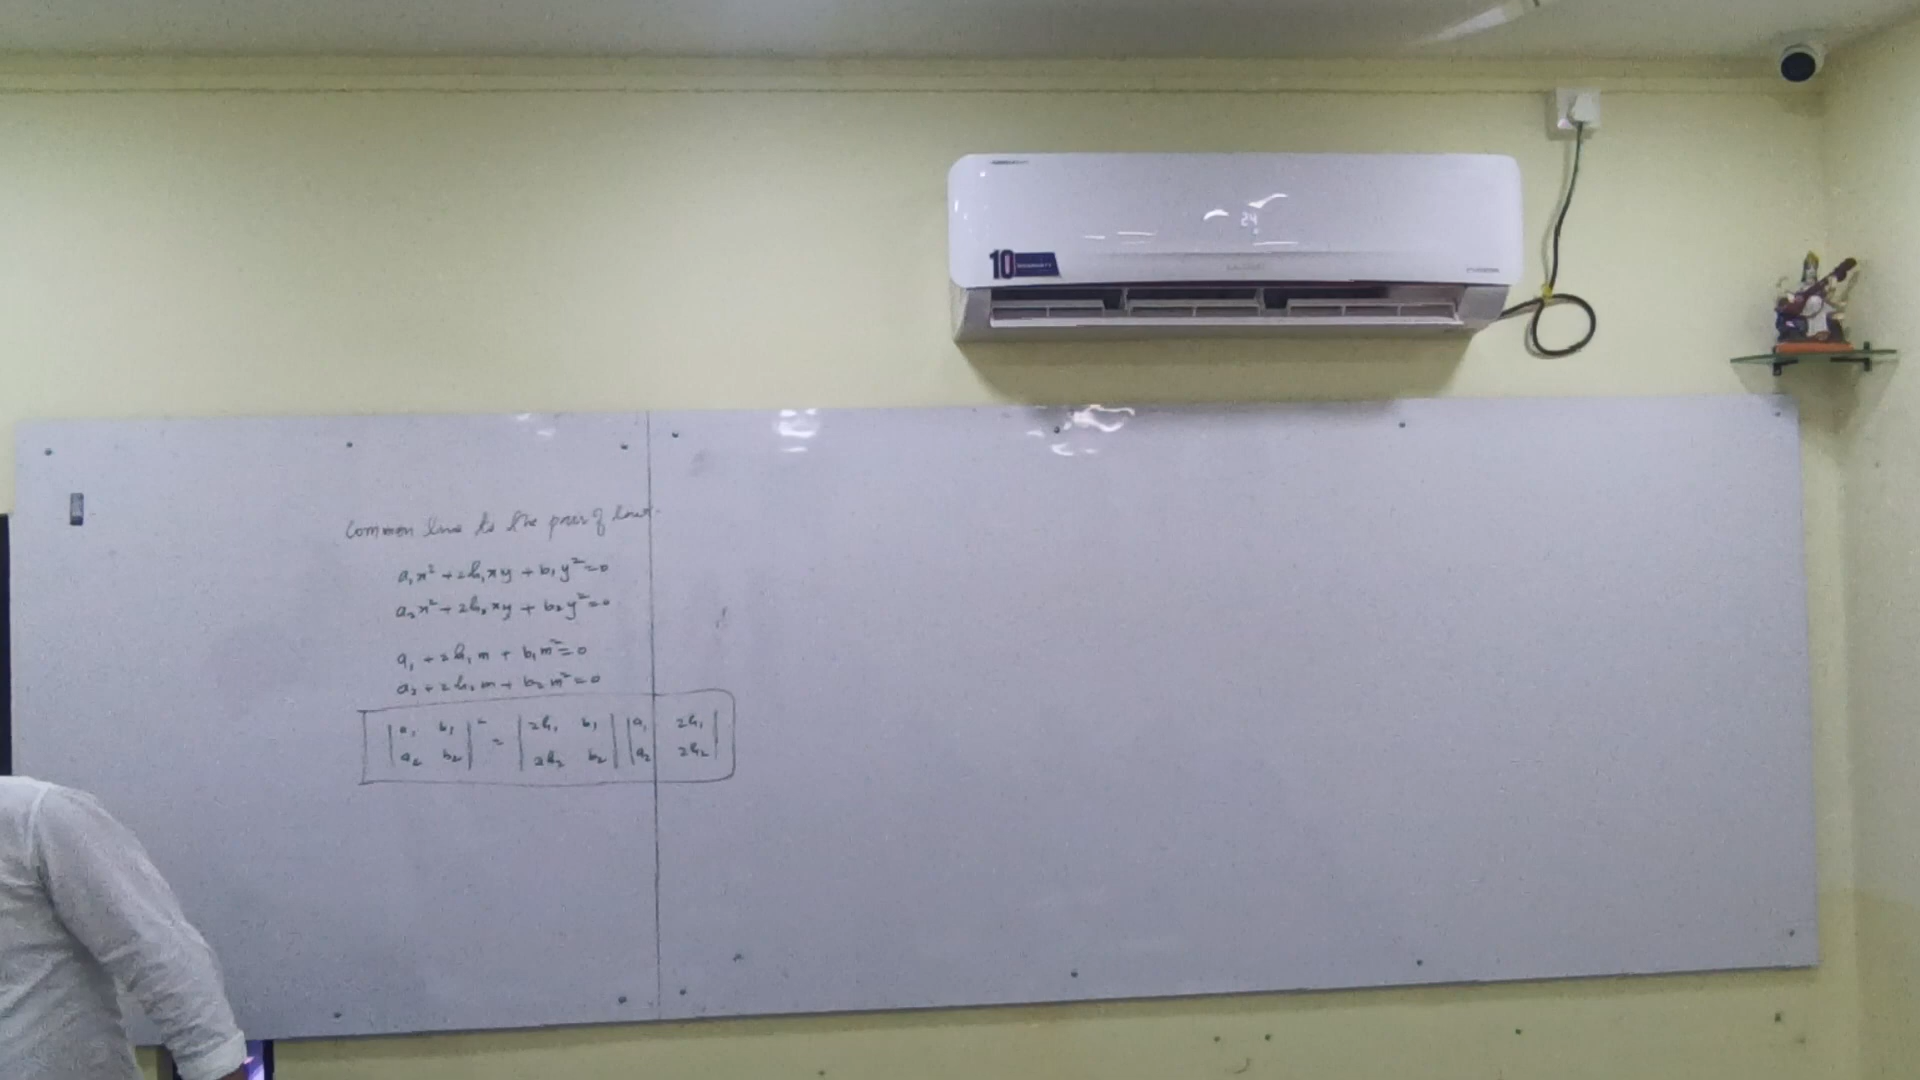 24
10
Common line to the pair of lines.
a₁x² + 2h₁xy + b₁y² = 0
a₂x² + 2h₂xy + b₂y² = 0
a₁ + 2h₁m + b₁m² = 0
a₂ + 2h₂m + b₂m² = 0
|a₁ b₁|² = |2h₁ b₁| |a₁ 2h₁|
|a₂ b₂| |2h₂ b₂| |a₂ 2h₂|